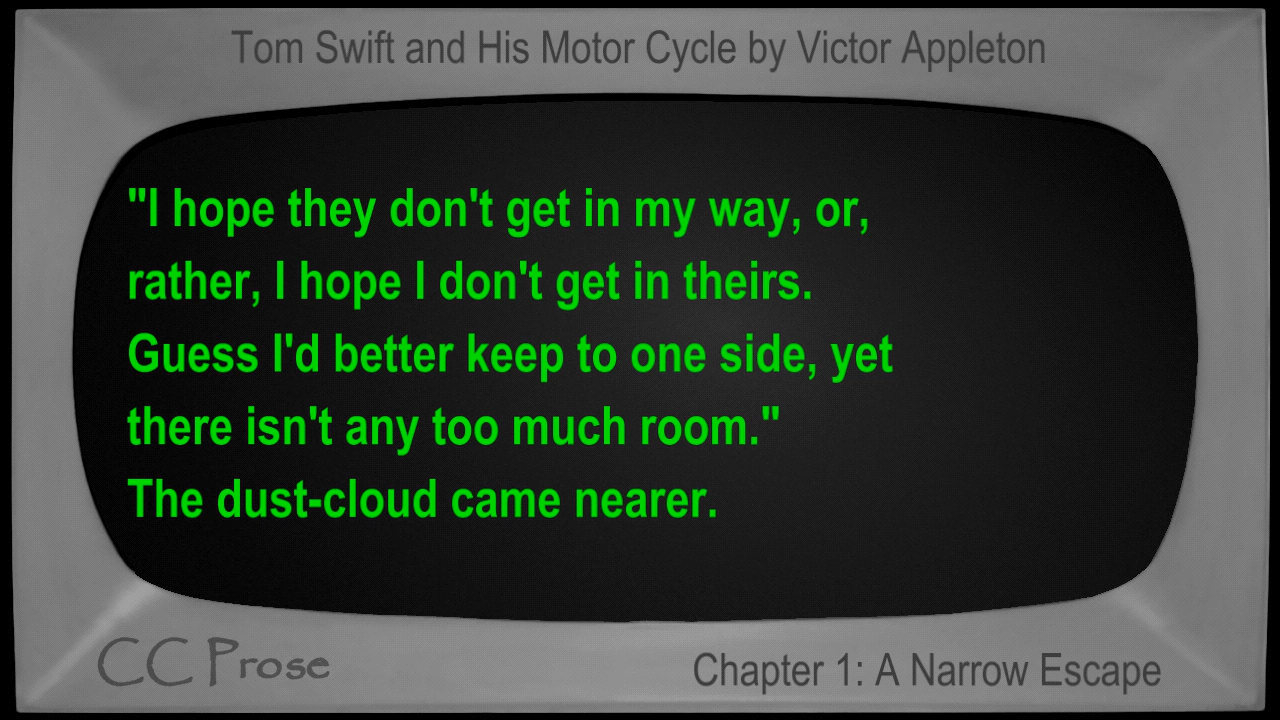 Tom Swift and His Motor Cycle by Victor Appleton
"I hope they don't get in my way, or,
rather, I hope I don't get in theirs.
Guess I'd better keep to one side, yet
there isn't any too much room."
The dust-cloud came nearer.
CC Prose
Chapter 1: A Narrow Escape